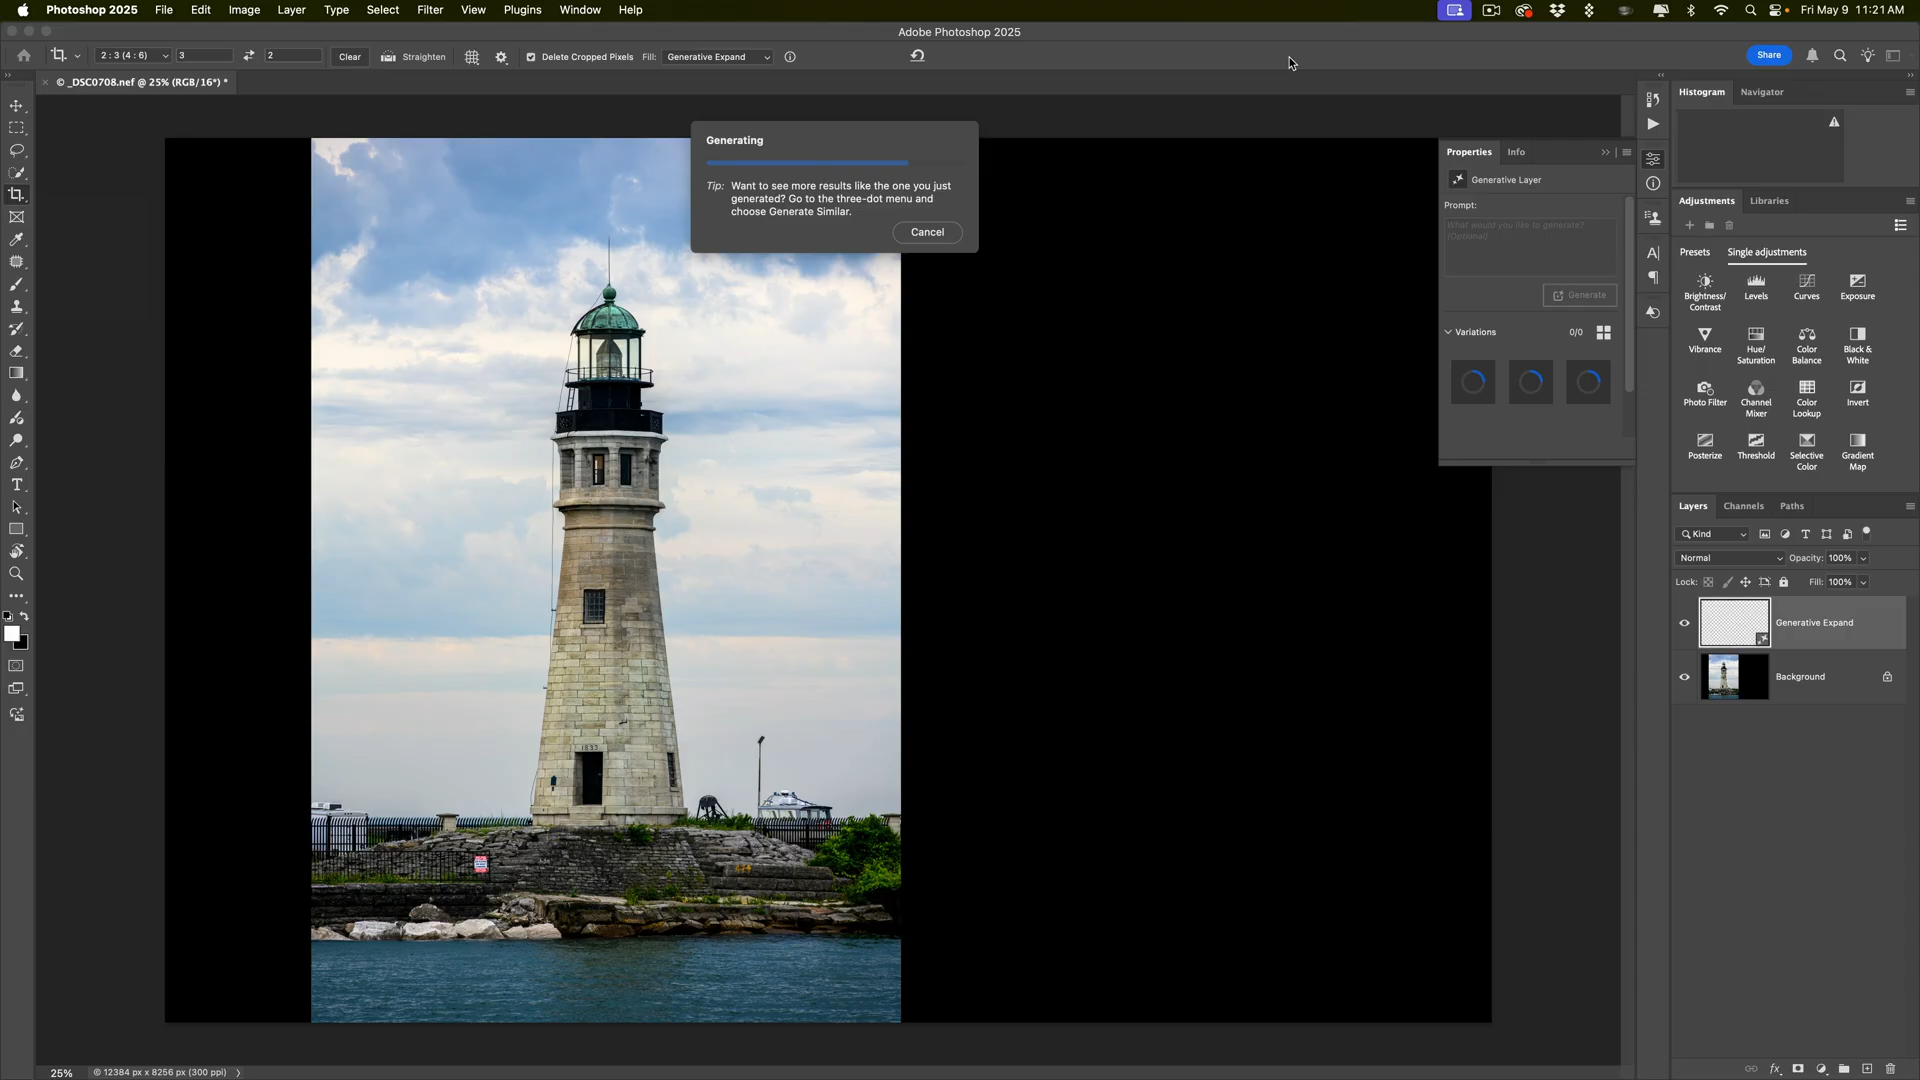 Photoshop 2025 File Edit Image Layer Type Select Filter View Plugins Window Help Fri May 9 11:21 AM
Adobe Photoshop 2025
2 : 3 (4 : 6) 3 2 Clear Straighten Delete Cropped Pixels Fill: Generative Expand Share
© _DSC0708.nef @ 25% (RGB/16*) *
Histogram Navigator
Generating
Tip: Want to see more results like the one you just
generated? Go to the three-dot menu and
choose Generate Similar.
Cancel
Properties Info
Generative Layer
Prompt:
What would you like to generate?
(Optional)
Generate
Variations 0/0
Adjustments Libraries
Presets Single adjustments
Brightness/
Contrast
Levels
Curves
Exposure
Vibrance
Hue/
Saturation
Color
Balance
Black &
White
Photo Filter
Channel
Mixer
Color
Lookup
Invert
Posterize
Threshold
Selective
Color
Gradient
Map
Layers Channels Paths
Kind
Normal Opacity: 100%
Lock: Fill: 100%
Generative Expand
Background
1833
25% © 12384 px x 8256 px (300 ppi)